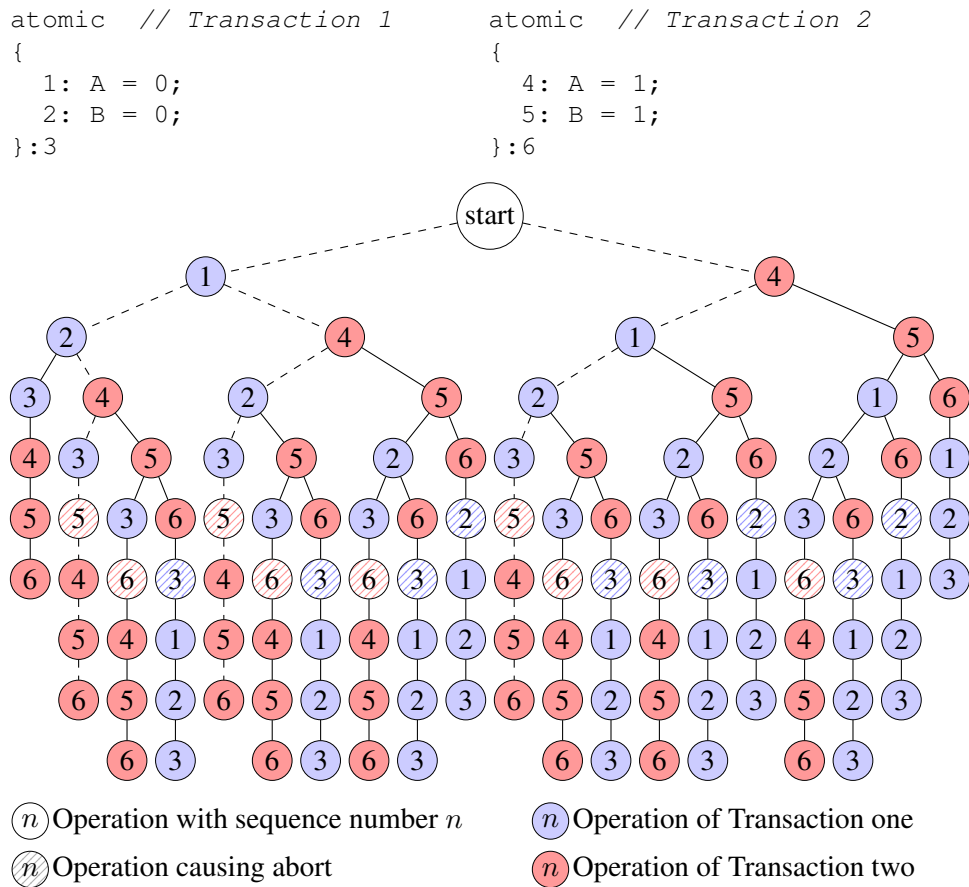 atomic // Transaction 1
{
1: A = 0;
2: B = 0;
}:3
atomic // Transaction 2
{
4: A = 1;
5: B = 1;
}:6
start
1 4
2 4 1 5
3 4 2 5 2 5 1 6
4 3 5 3 5 2 6 3 5 2 6 2 6 1
5 5 3 6 5 3 6 3 6 2 5 3 6 3 6 2 3 6 2 2
6 4 6 3 4 6 3 6 3 1 4 6 3 6 3 1 6 3 1 3
5 4 1 5 4 1 4 1 2 5 4 1 4 1 2 4 1 2
6 5 2 6 5 2 5 2 3 6 5 2 5 2 3 5 2 3
6 3 6 3 6 3 6 3 6 3 6 3
n Operation with sequence number n
n Operation of Transaction one
n Operation causing abort
n Operation of Transaction two